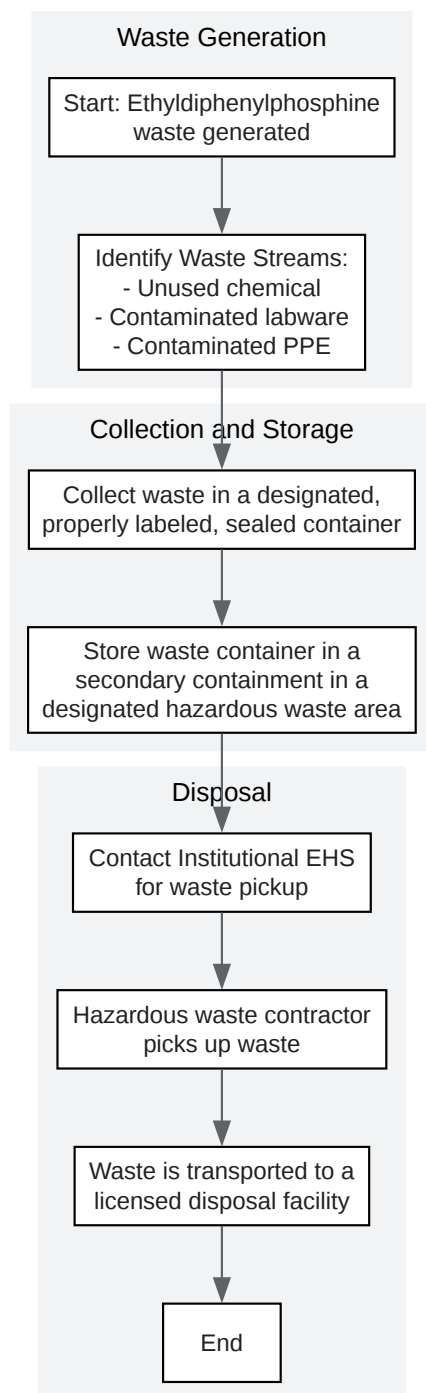 Waste Generation
Start: Ethyldiphenylphosphine
waste generated
Identify Waste Streams:
- Unused chemical
- Contaminated labware
- Contaminated PPE
Collection and Storage
Collect waste in a designated,
properly labeled, sealed container
Store waste container in a
secondary containment in a
designated hazardous waste area
Disposal
Contact Institutional EHS
for waste pickup
Hazardous waste contractor
picks up waste
Waste is transported to a
licensed disposal facility
End